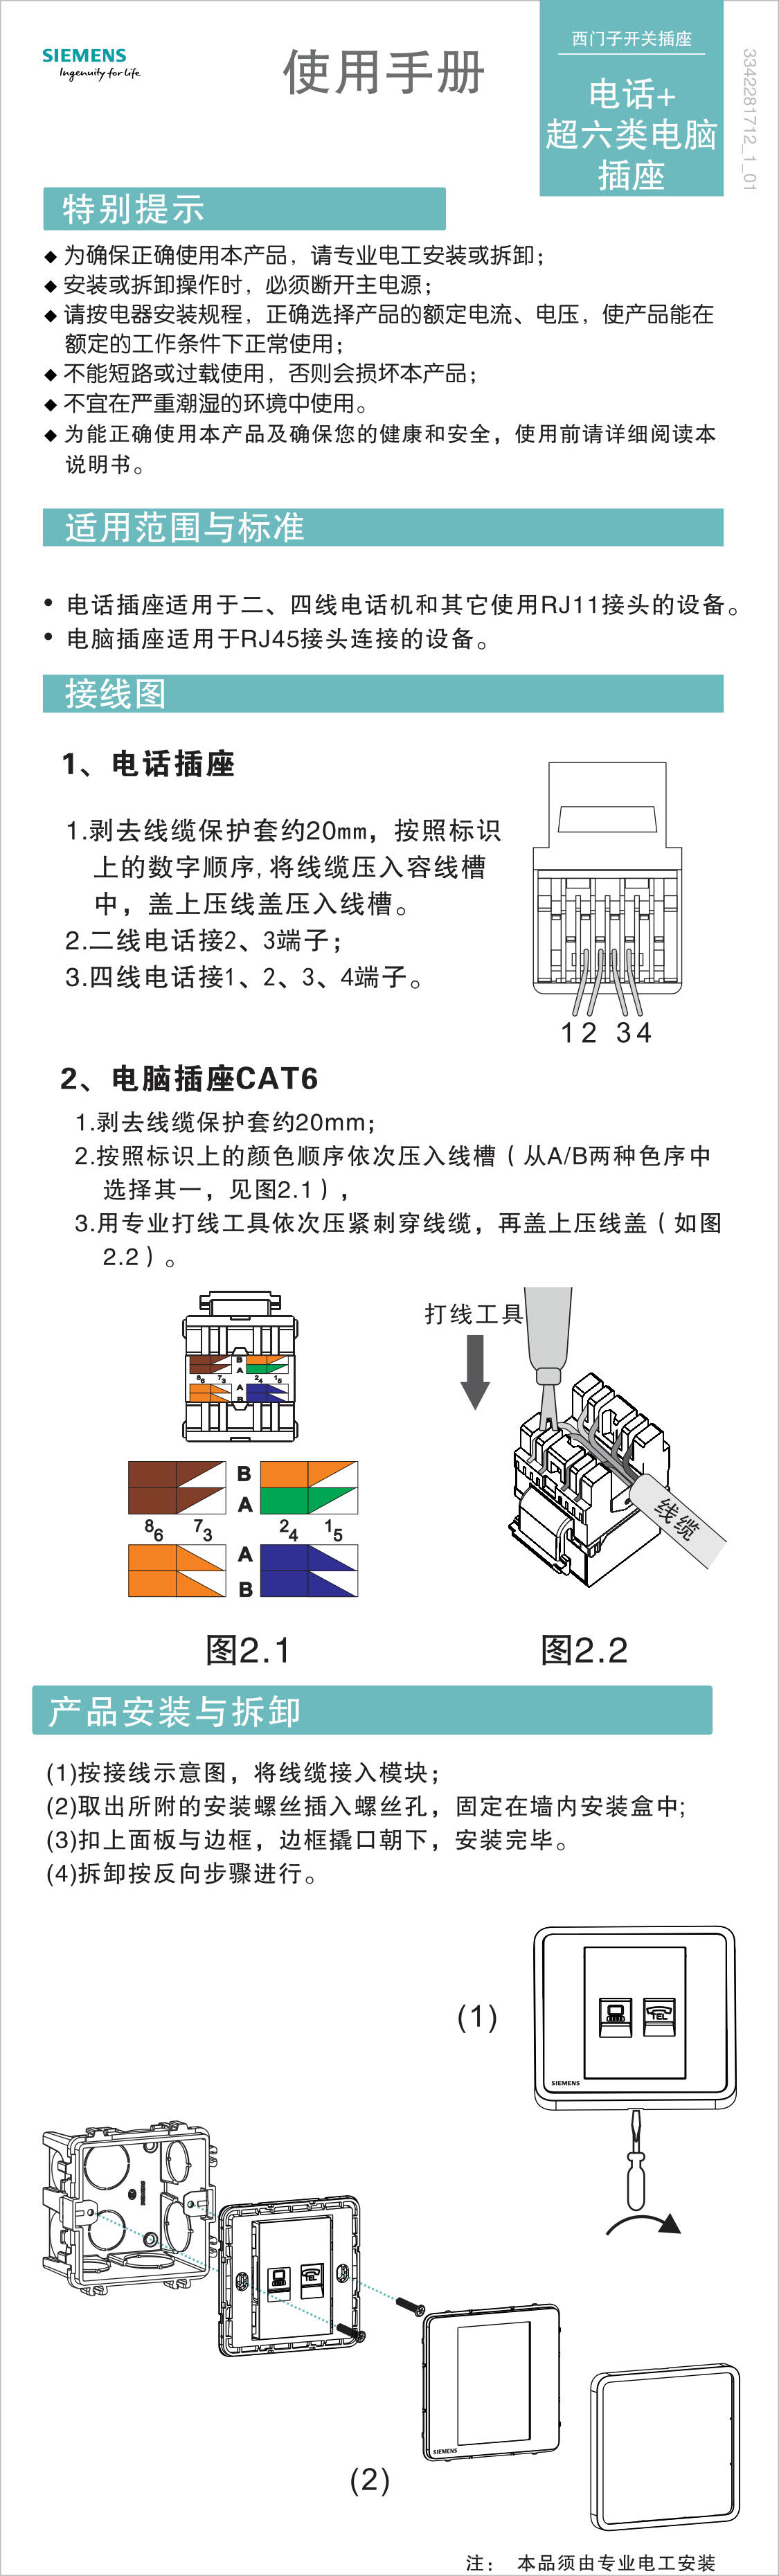 SIEMENS
Ingenuity for life
使用手册
西门子开关插座
电话+
超六类电脑
插座
3342281712_1_01
特别提示
◆ 为确保正确使用本产品，请专业电工安装或拆卸；
◆ 安装或拆卸操作时，必须断开主电源；
◆ 请按电器安装规程，正确选择产品的额定电流、电压，使产品能在
额定的工作条件下正常使用；
◆ 不能短路或过载使用，否则会损坏本产品；
◆ 不宜在严重潮湿的环境中使用。
◆ 为能正确使用本产品及确保您的健康和安全，使用前请详细阅读本
说明书。
适用范围与标准
• 电话插座适用于二、四线电话机和其它使用RJ11接头的设备。
• 电脑插座适用于RJ45接头连接的设备。
接线图
1、电话插座
1.剥去线缆保护套约20mm，按照标识
上的数字顺序,将线缆压入容线槽
中，盖上压线盖压入线槽。
2.二线电话接2、3端子；
3.四线电话接1、2、3、4端子。
12 34
2、电脑插座CAT6
1.剥去线缆保护套约20mm；
2.按照标识上的颜色顺序依次压入线槽（从A/B两种色序中
选择其一，见图2.1），
3.用专业打线工具依次压紧刺穿线缆，再盖上压线盖（如图
2.2）。
B
A
8 6 7 3 2 4 1 5
A
B
打线工具
线缆
B
A
8 6 7 3 2 4 1 5
A
B
图2.1
图2.2
产品安装与拆卸
(1)按接线示意图，将线缆接入模块；
(2)取出所附的安装螺丝插入螺丝孔，固定在墙内安装盒中;
(3)扣上面板与边框，边框撬口朝下，安装完毕。
(4)拆卸按反向步骤进行。
(1)
TEL
SIEMENS
SIEMENS
TEL
SIEMENS
(2)
注： 本品须由专业电工安装